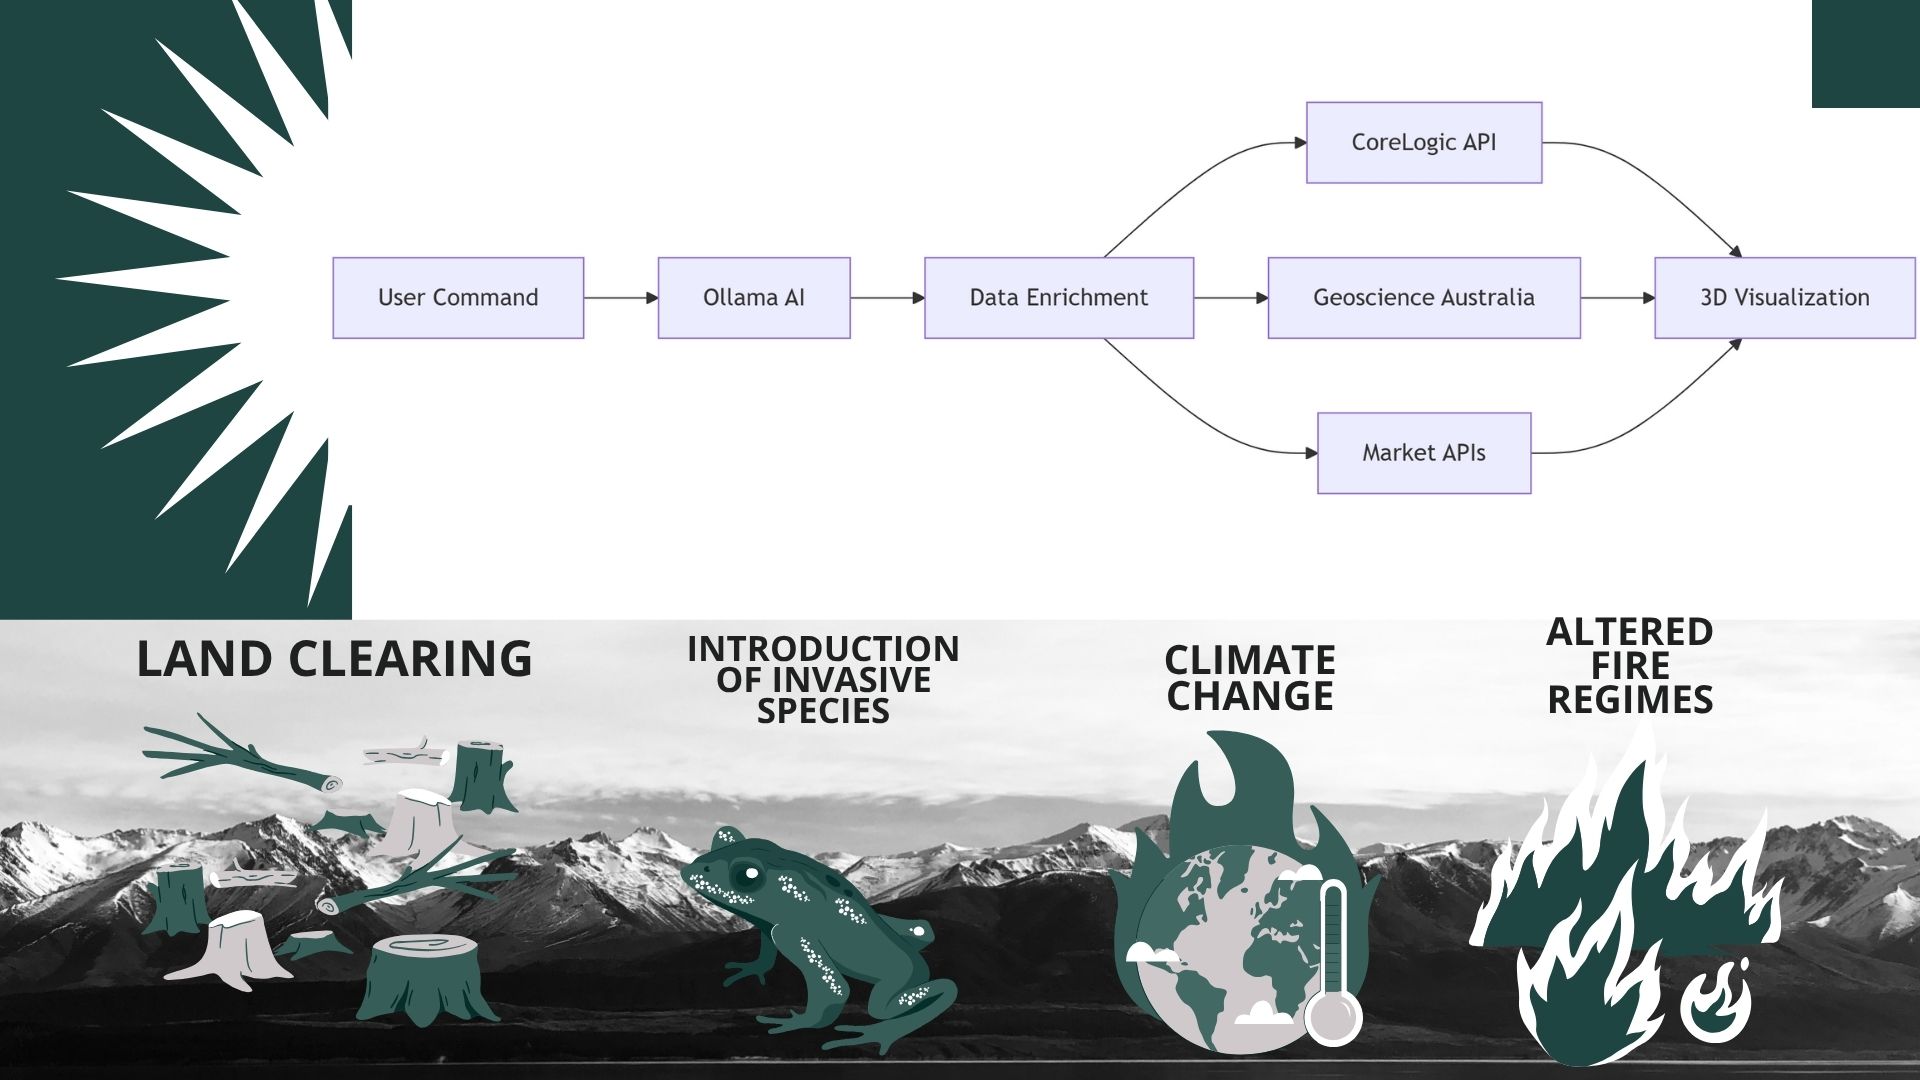 CoreLogic API
User Command
Ollama AI
Data Enrichment
Geoscience Australia
3D Visualization
Market APIs
LAND CLEARING
INTRODUCTION
OF INVASIVE
SPECIES
CLIMATE
CHANGE
ALTERED
FIRE
REGIMES